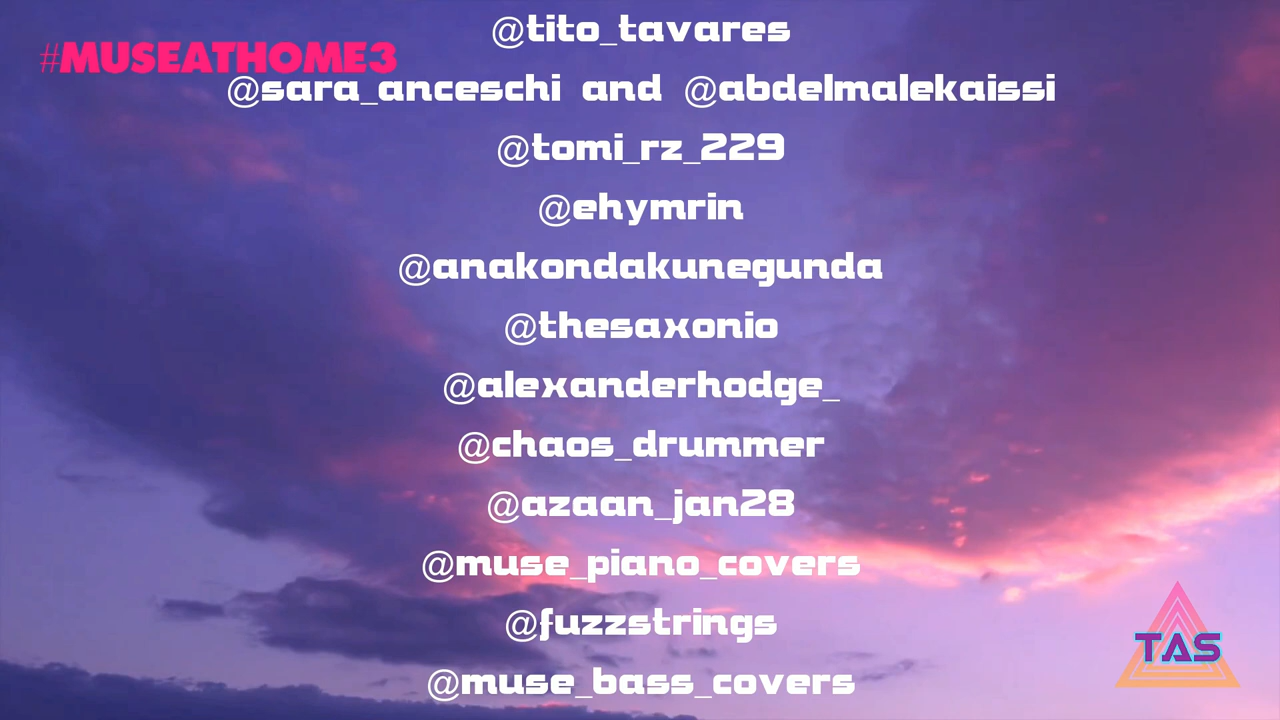 @tito_tavares
#MUSEATHOME3
@sara_anceschi and @abdelmalekaissi
@tomi_rz_229
@ehymrin
@anakondakunegunda
@thesaxonio
@alexanderhodge_
@chaos_drummer
@azaan_jan28
@muse_piano_covers
@fuzzstrings
TAS
@muse_bass_covers